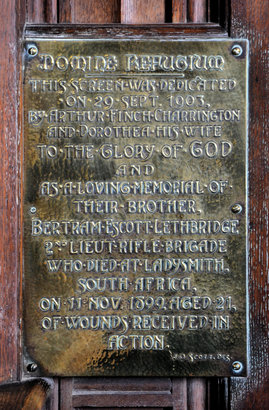 DOMINE REFUGIUM
THIS·SCREEN·WAS·DEDICATED
·ON·29·SEPT.·1903,
BY·ARTHUR·FINCH·CHARRINGTON
AND·DOROTHEA·HIS·WIFE
TO·THE·GLORY·OF·GOD
AND
AS·A·LOVING·MEMORIAL·OF·
THEIR·BROTHER,
BERTRAM·ESCOTT·LETHBRIDGE
2ND LIEUT·RIFLE·BRIGADE
WHO·DIED·AT·LADYSMITH,
SOUTH·AFRICA,
ON·11·NOV.·1899,·AGED·21,
OF·WOUNDS·RECEIVED·IN
ACTION.